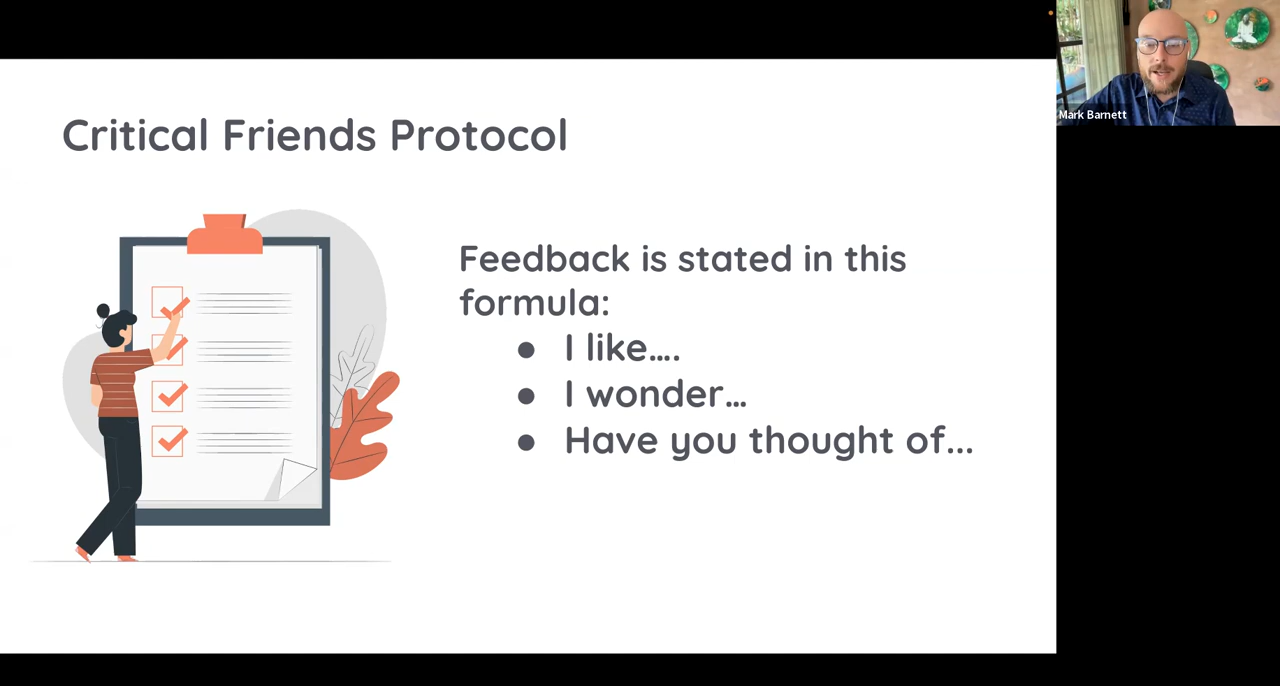 Critical Friends Protocol
Feedback is stated in this
formula:
● I like....
● I wonder...
● Have you thought of...
Mark Barnett